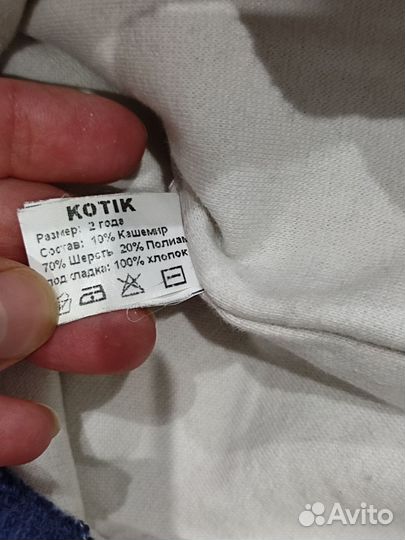 KOTIK
Размер: 2 года
Состав: 10% Кашемир
70% Шерсть 20% Полиам
под кладка: 100% хлопок
Avito